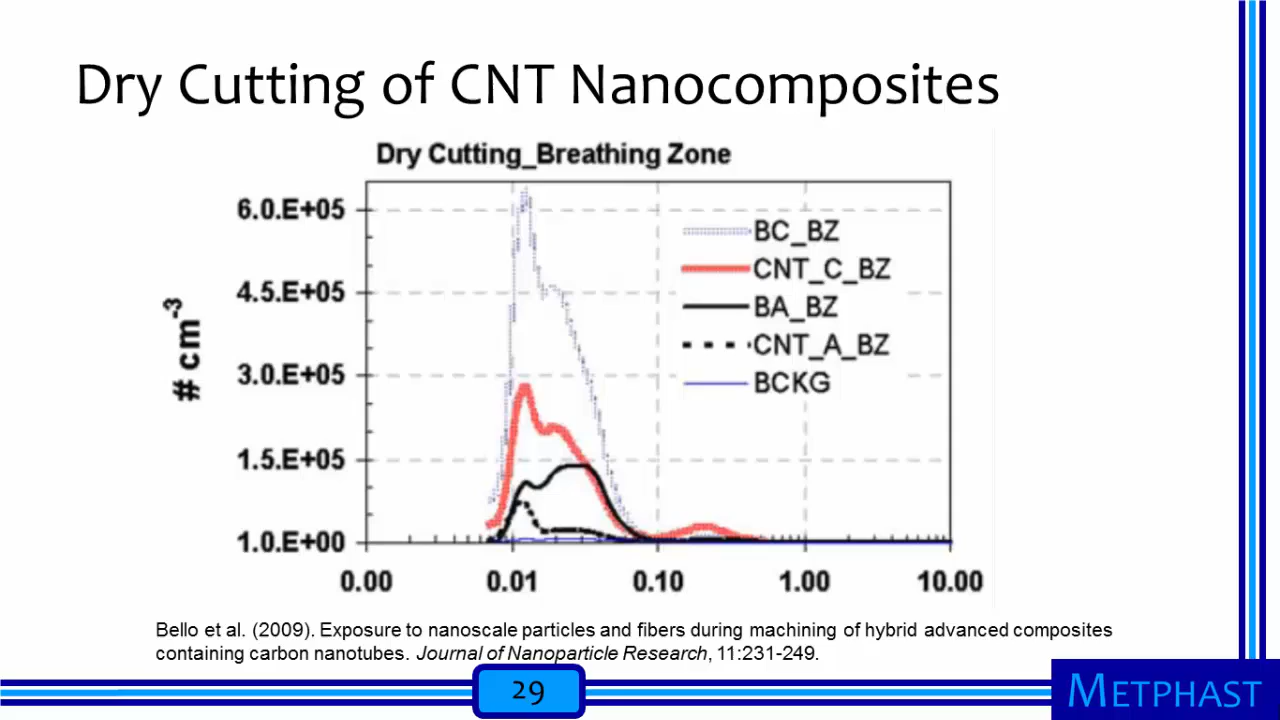 Dry Cutting of CNT Nanocomposites
Dry Cutting_Breathing Zone
6.0.E+05
4.5.E+05
3.0.E+05
1.5.E+05
1.0.E+00
# cm-3
BC_BZ
CNT_C_BZ
BA_BZ
CNT_A_BZ
BCKG
0.00 0.01 0.10 1.00 10.00
Bello et al. (2009). Exposure to nanoscale particles and fibers during machining of hybrid advanced composites
containing carbon nanotubes. Journal of Nanoparticle Research, 11:231-249.
29
METPHAST